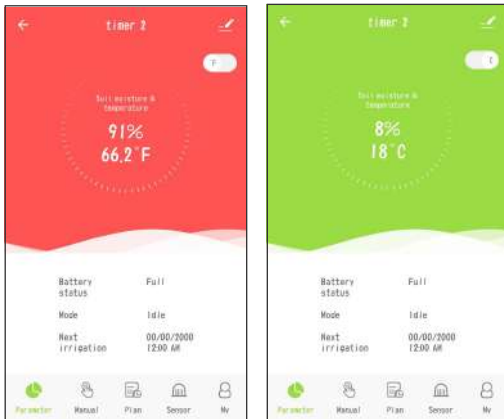 timer 2
F
Soil moisture &
temperature
91%
66.2°F
Battery
status
Full
Mode
Idle
Next
irrigation
00/00/2000
12:00 AM
Parameter
Manual
Plan
Sensor
My
timer 2
Soil moisture &
temperature
8%
18°C
Battery
status
Full
Mode
Idle
Next
irrigation
00/00/2000
12:00 AM
Parameter
Manual
Plan
Sensor
My